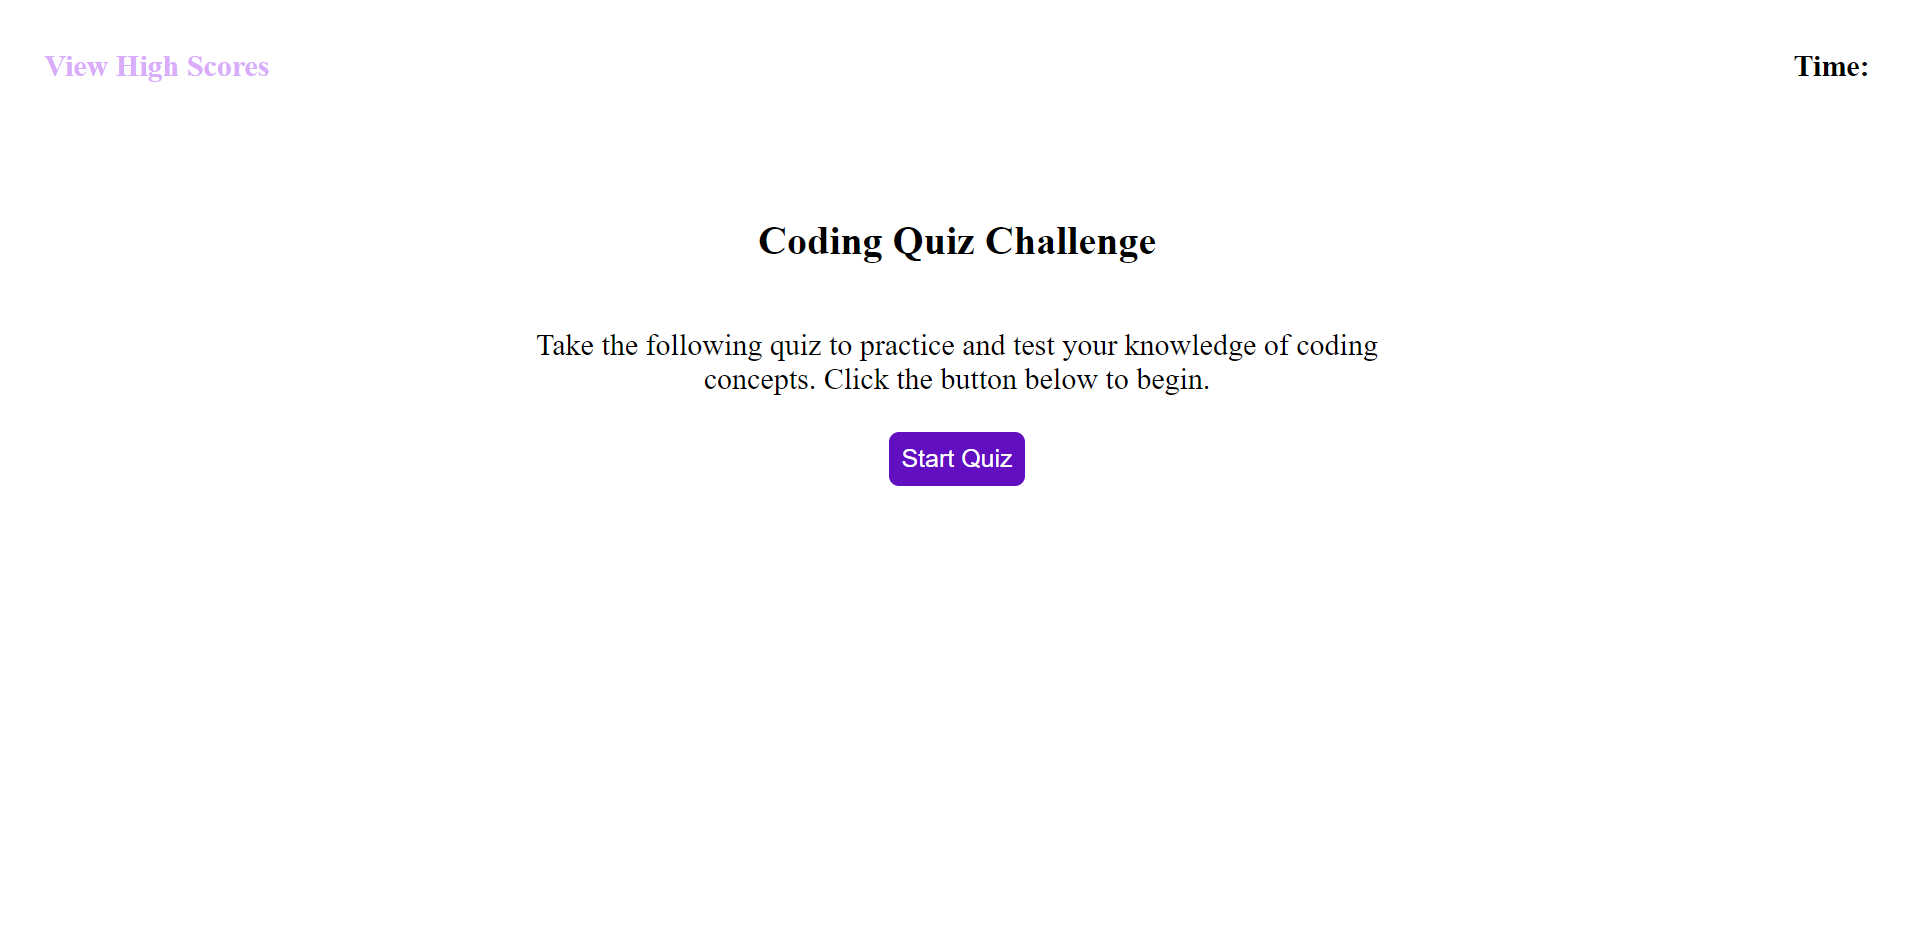 View High Scores
Time:
Coding Quiz Challenge
Take the following quiz to practice and test your knowledge of coding
concepts. Click the button below to begin.
Start Quiz